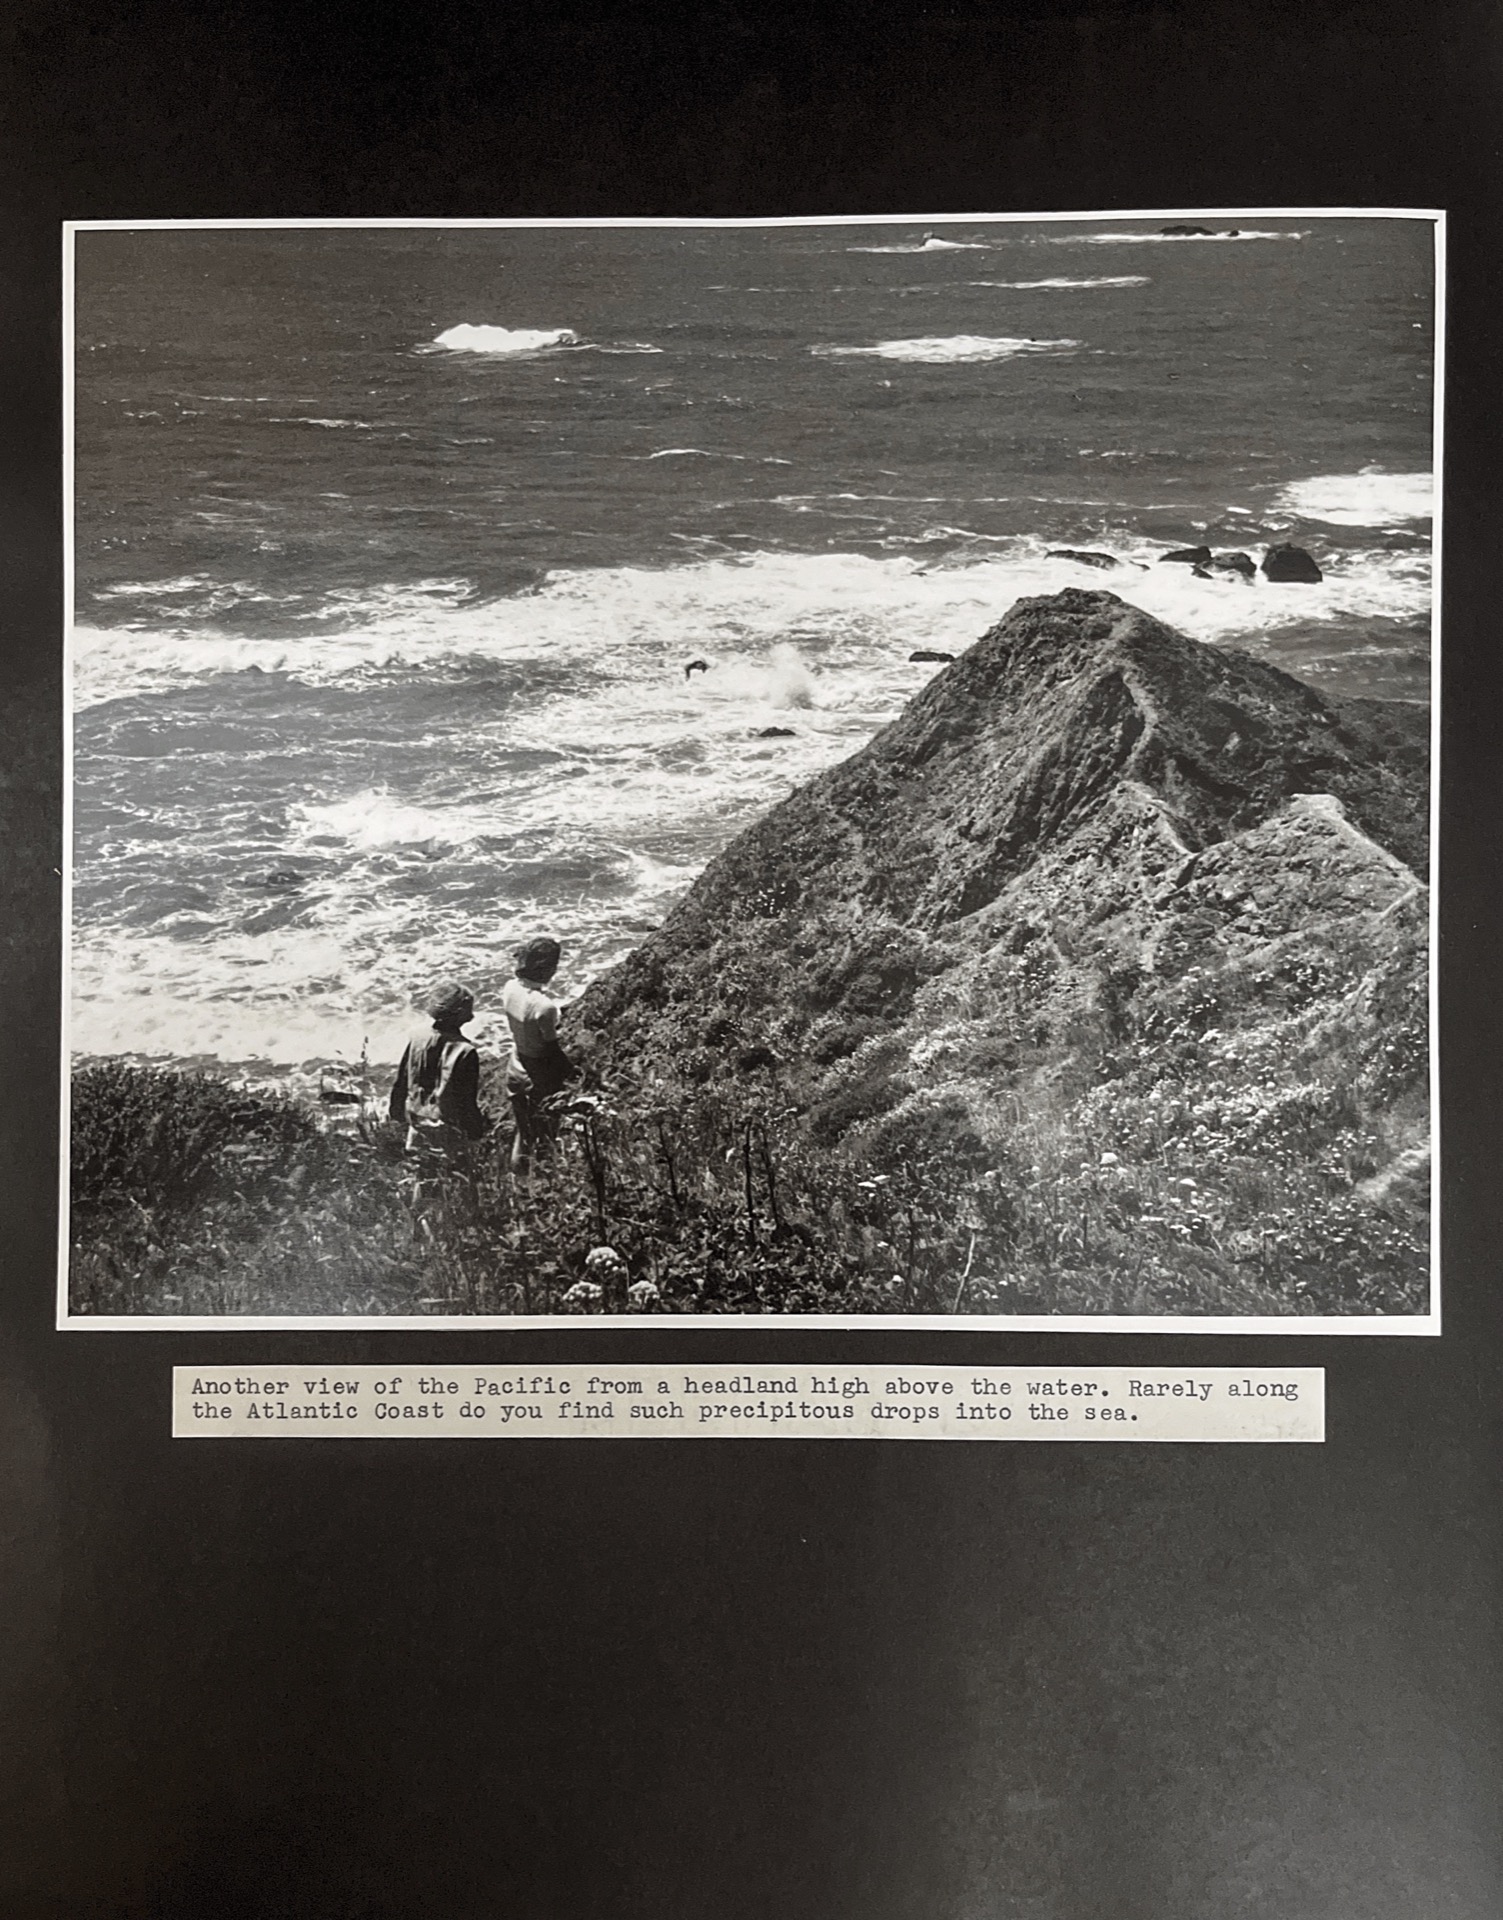 Another view of the Pacific from a headland high above the water. Rarely along
the Atlantic Coast do you find such precipitous drops into the sea.